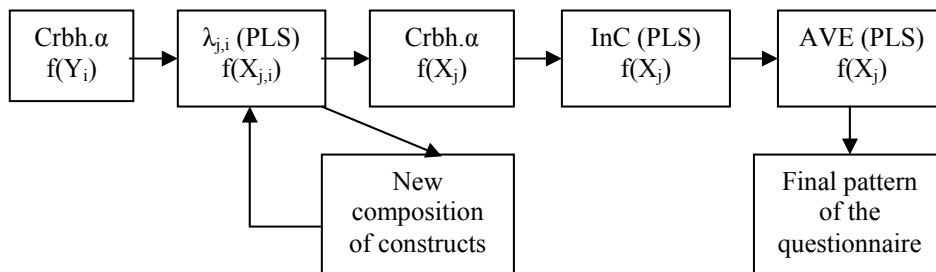 Crbh.α
f(Yᵢ)
λⱼ,ᵢ (PLS)
f(Xⱼ,ᵢ)
Crbh.α
f(Xⱼ)
InC (PLS)
f(Xⱼ)
AVE (PLS)
f(Xⱼ)
New
composition
of constructs
Final pattern
of the
questionnaire